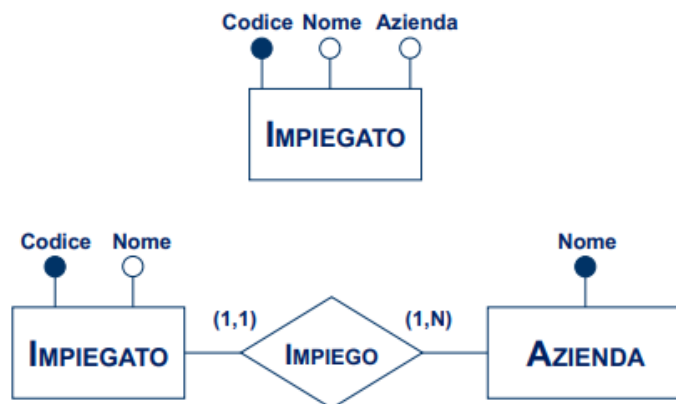 Codice Nome Azienda
IMPIEGATO
Codice Nome Nome
(1,1) (1,N)
IMPIEGATO IMPIEGO AZIENDA